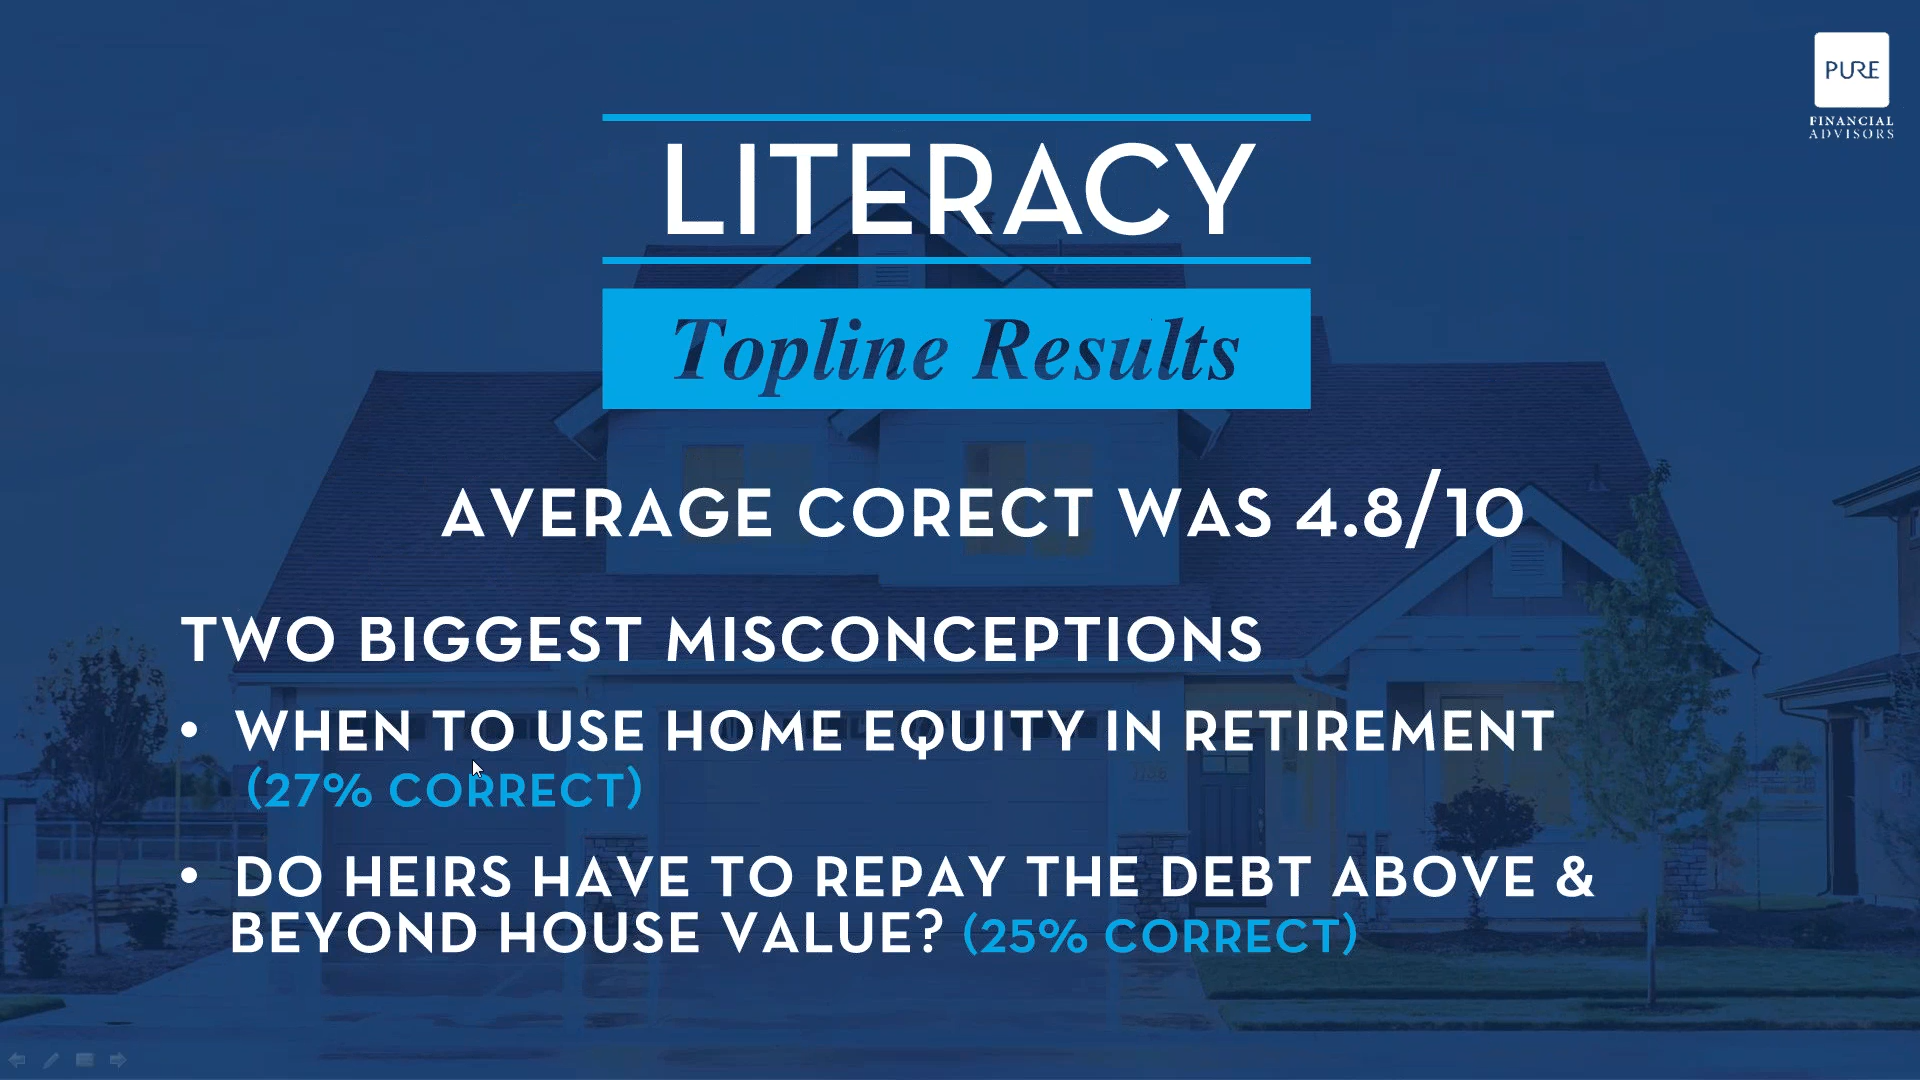 PURE
FINANCIAL
ADVISORS
LITERACY
Topline Results
AVERAGE CORECT WAS 4.8/10
TWO BIGGEST MISCONCEPTIONS
• WHEN TO USE HOME EQUITY IN RETIREMENT
(27% CORRECT)
• DO HEIRS HAVE TO REPAY THE DEBT ABOVE &
BEYOND HOUSE VALUE? (25% CORRECT)